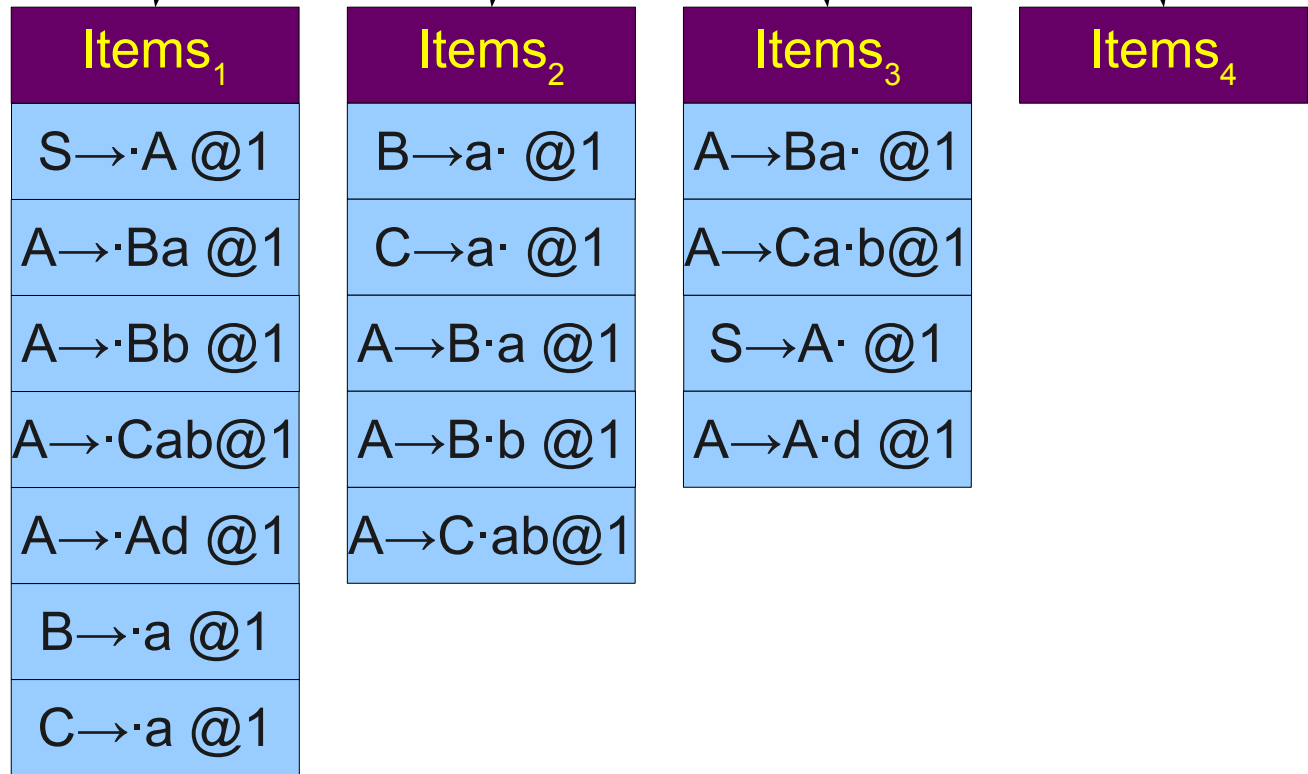 Items₁
S→·A @1
A→·Ba @1
A→·Bb @1
A→·Cab@1
A→·Ad @1
B→·a @1
C→·a @1
Items₂
B→a· @1
C→a· @1
A→B·a @1
A→B·b @1
A→C·ab@1
Items₃
A→Ba· @1
A→Ca·b@1
S→A· @1
A→A·d @1
Items₄